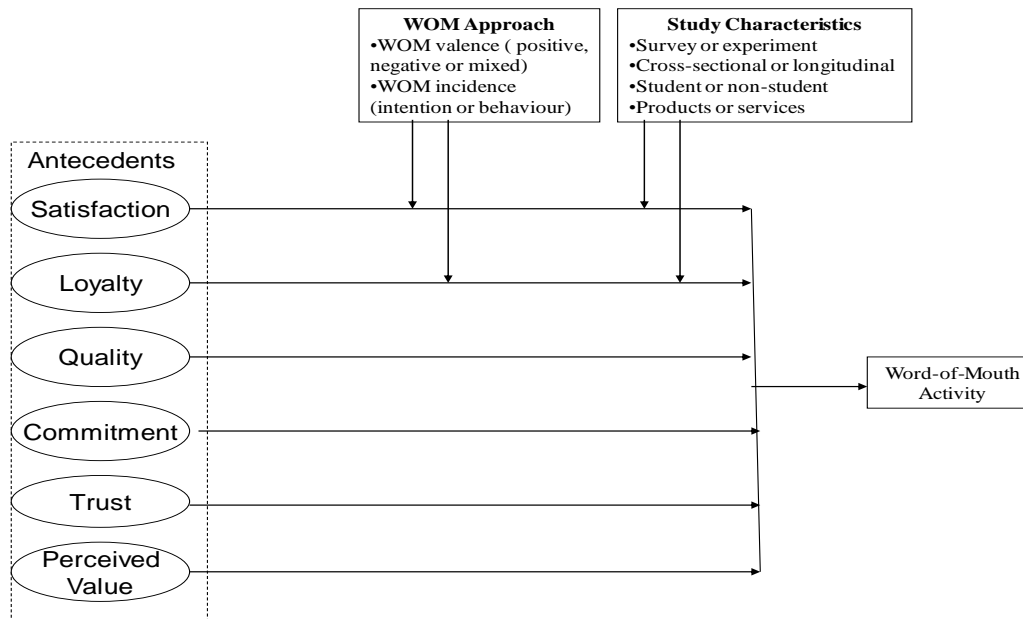 WOM Approach
•WOM valence ( positive,
negative or mixed)
•WOM incidence
(intention or behaviour)
Study Characteristics
•Survey or experiment
•Cross-sectional or longitudinal
•Student or non-student
•Products or services
Antecedents
Satisfaction
Loyalty
Quality
Commitment
Trust
Perceived
Value
Word-of-Mouth
Activity